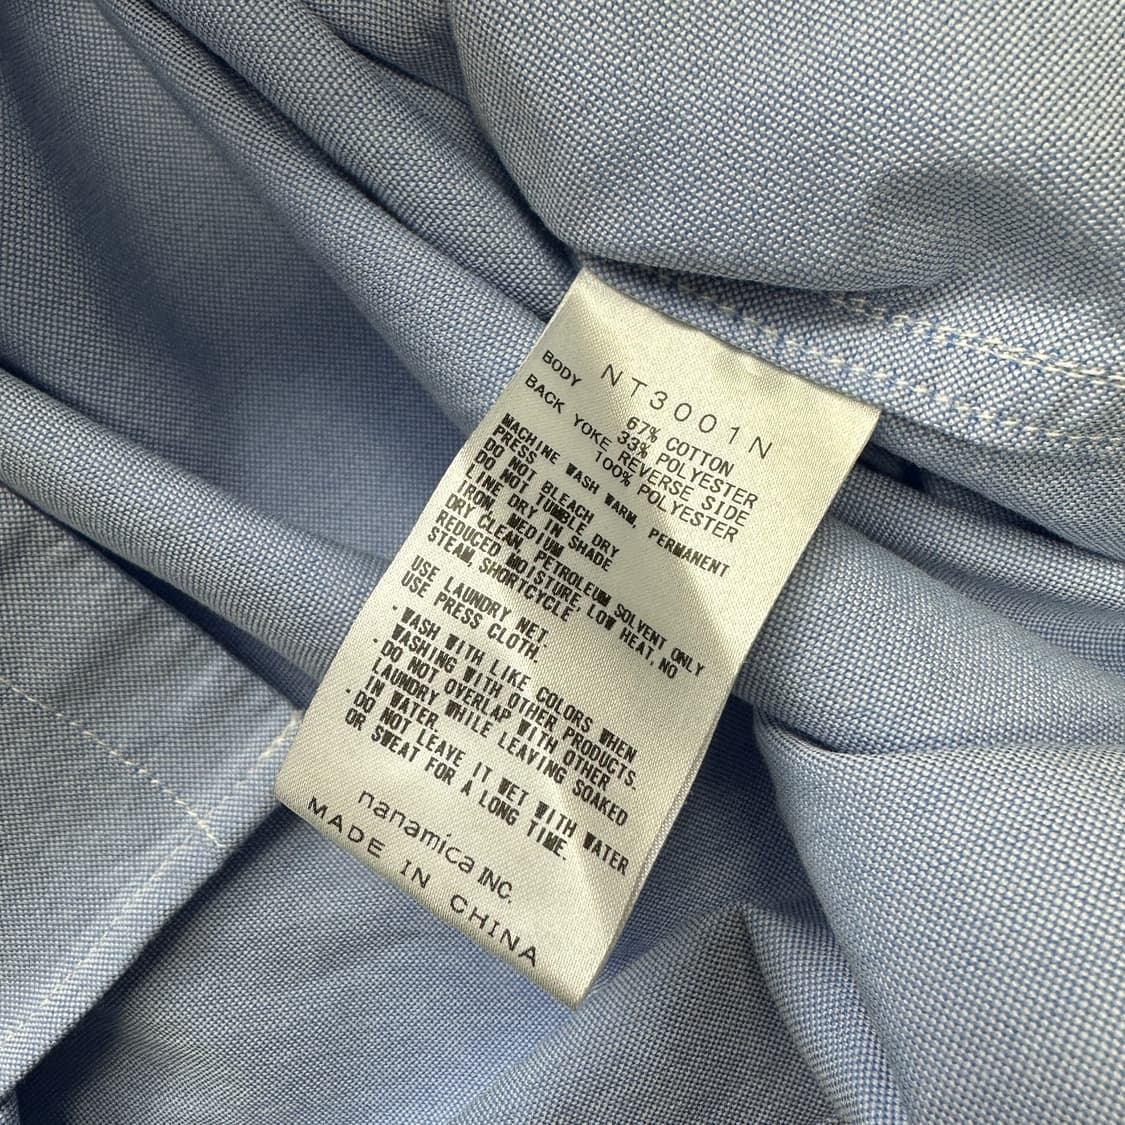 NT3001N
BODY 67% COTTON
33% POLYESTER
BACK YOKE REVERSE SIDE
100% POLYESTER
MACHINE WASH WARM, PERMANENT
PRESS
DO NOT BLEACH
DO NOT TUMBLE DRY
LINE DRY IN SHADE
IRON, MEDIUM
DRY CLEAN, PETROLEUM SOLVENT ONLY
REDUCED MOISTURE, LOW HEAT, NO
STEAM, SHORTCYCLE
USE LAUNDRY NET.
USE PRESS CLOTH.
・WASH WITH LIKE COLORS WHEN
WASHING WITH OTHER PRODUCTS.
・DO NOT OVERLAP WITH OTHER
LAUNDRY WHILE LEAVING SOAKED
IN WATER.
・DO NOT LEAVE IT WET WITH WATER
OR SWEAT FOR A LONG TIME.
nanamica INC.
MADE IN CHINA